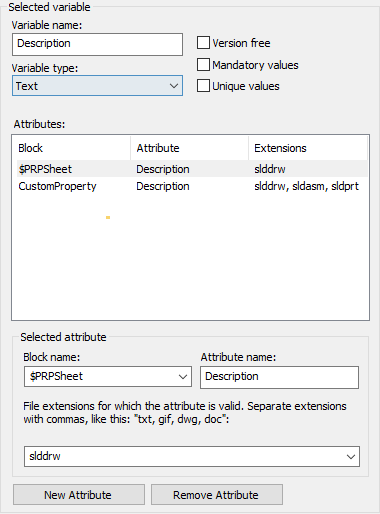 Selected variable
Variable name:
Description
Version free
Mandatory values
Variable type:
Text
Unique values
Attributes:
Block Attribute Extensions
$PRPSheet Description slddrw
CustomProperty Description slddrw, sldasm, sldprt
Selected attribute
Block name: Attribute name:
$PRPSheet Description
File extensions for which the attribute is valid. Separate extensions
with commas, like this: "txt, gif, dwg, doc":
slddrw
New Attribute Remove Attribute